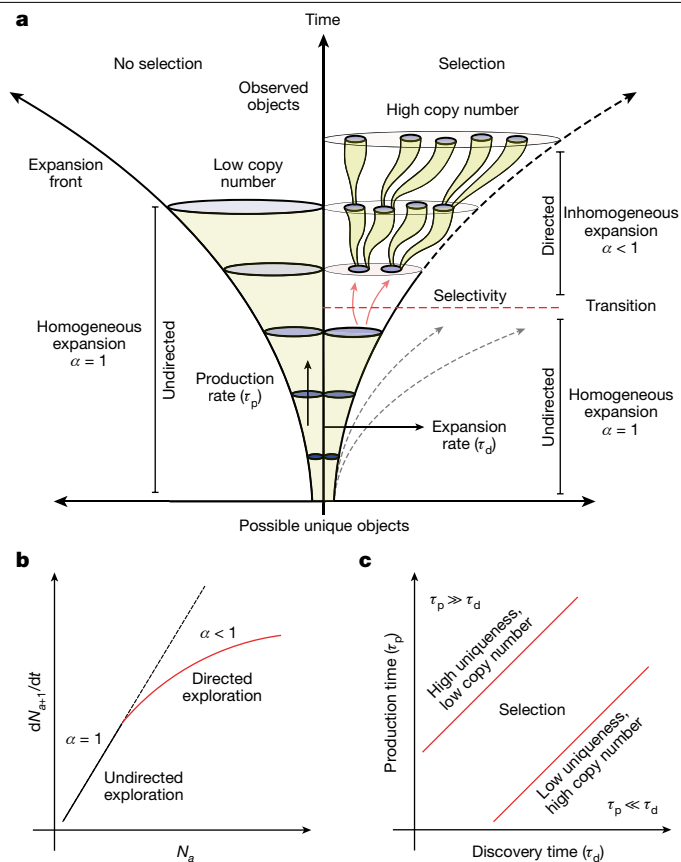 a
Time
No selection
Selection
Observed
objects
High copy number
Expansion
front
Low copy
number
Directed
Inhomogeneous
expansion
α < 1
Selectivity
Transition
Homogeneous
expansion
α = 1
Undirected
Production
rate (τp)
Expansion
rate (τd)
Undirected
Homogeneous
expansion
α = 1
Possible unique objects
b
dNa+1/dt
α < 1
Directed
exploration
α = 1
Undirected
exploration
Na
c
Production time (τp)
τp ≫ τd
High uniqueness,
low copy number
Selection
Low uniqueness,
high copy number
τp ≪ τd
Discovery time (τd)